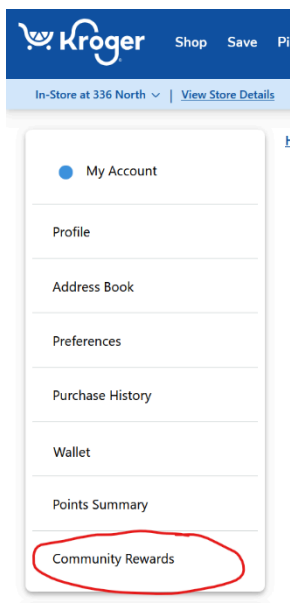 Kroger Shop Save
In-Store at 336 North | View Store Details
My Account
Profile
Address Book
Preferences
Purchase History
Wallet
Points Summary
Community Rewards